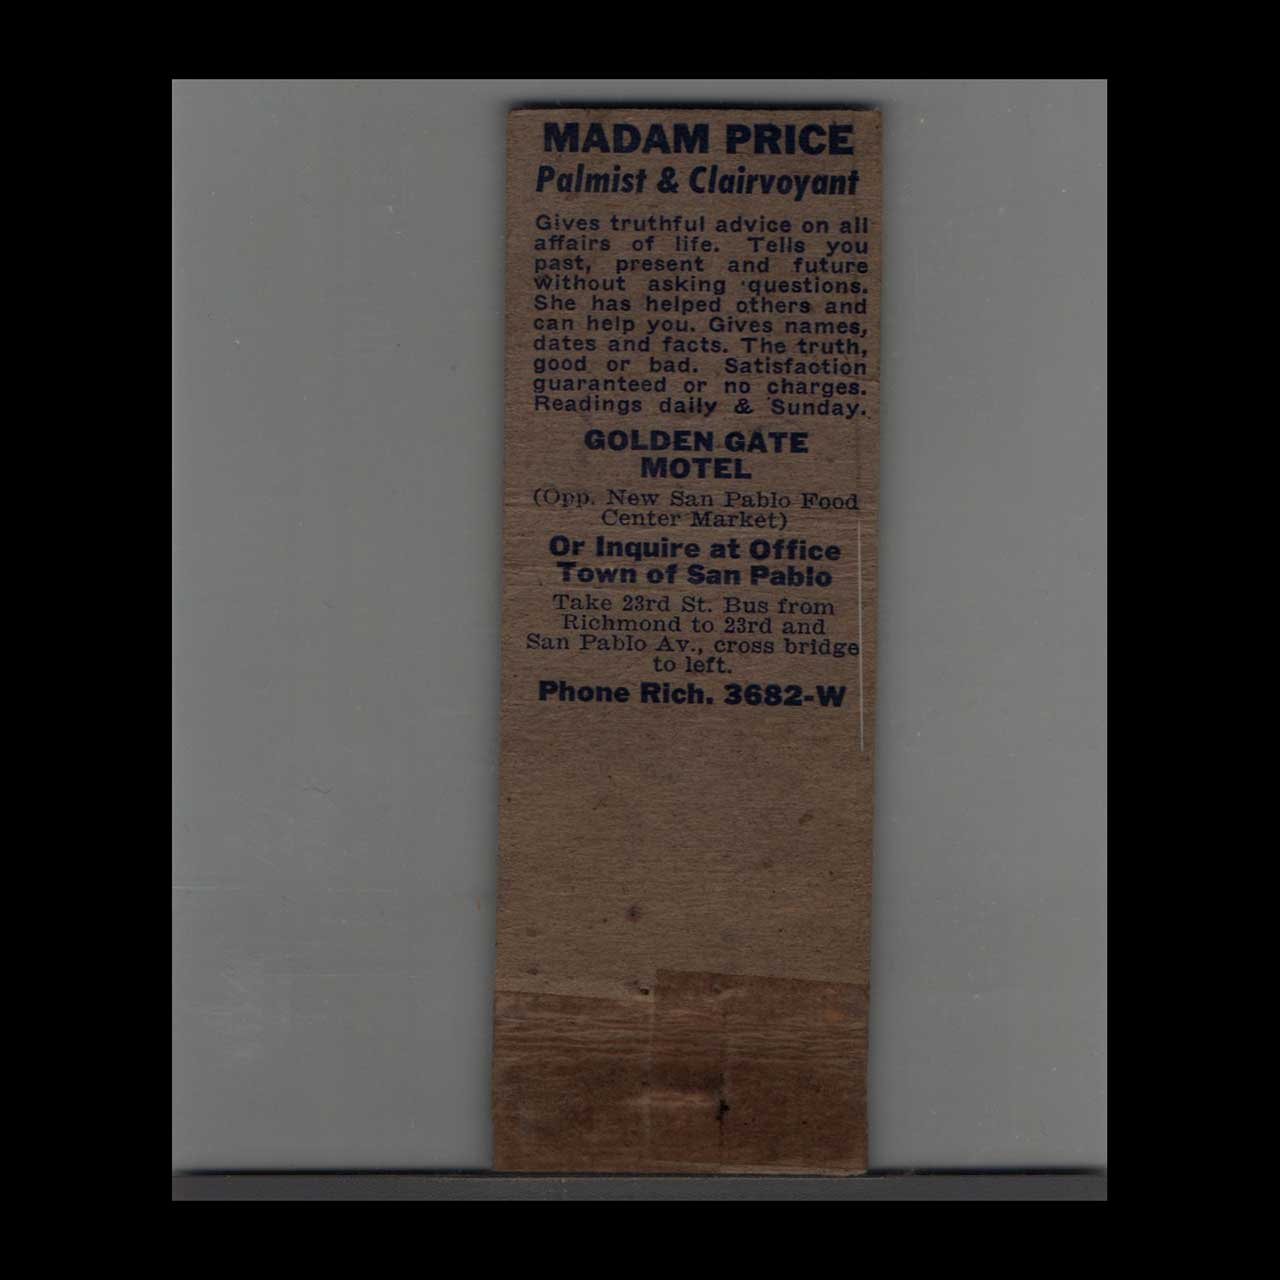 MADAM PRICE
Palmist & Clairvoyant
Gives truthful advice on all
affairs of life. Tells you
past, present and future
without asking questions.
She has helped others and
can help you. Gives names,
dates and facts. The truth,
good or bad. Satisfaction
guaranteed or no charges.
Readings daily & Sunday.
GOLDEN GATE
MOTEL
(Opp. New San Pablo Food
Center Market)
Or Inquire at Office
Town of San Pablo
Take 23rd St. Bus from
Richmond to 23rd and
San Pablo Av., cross bridge
to left.
Phone Rich. 3682-W